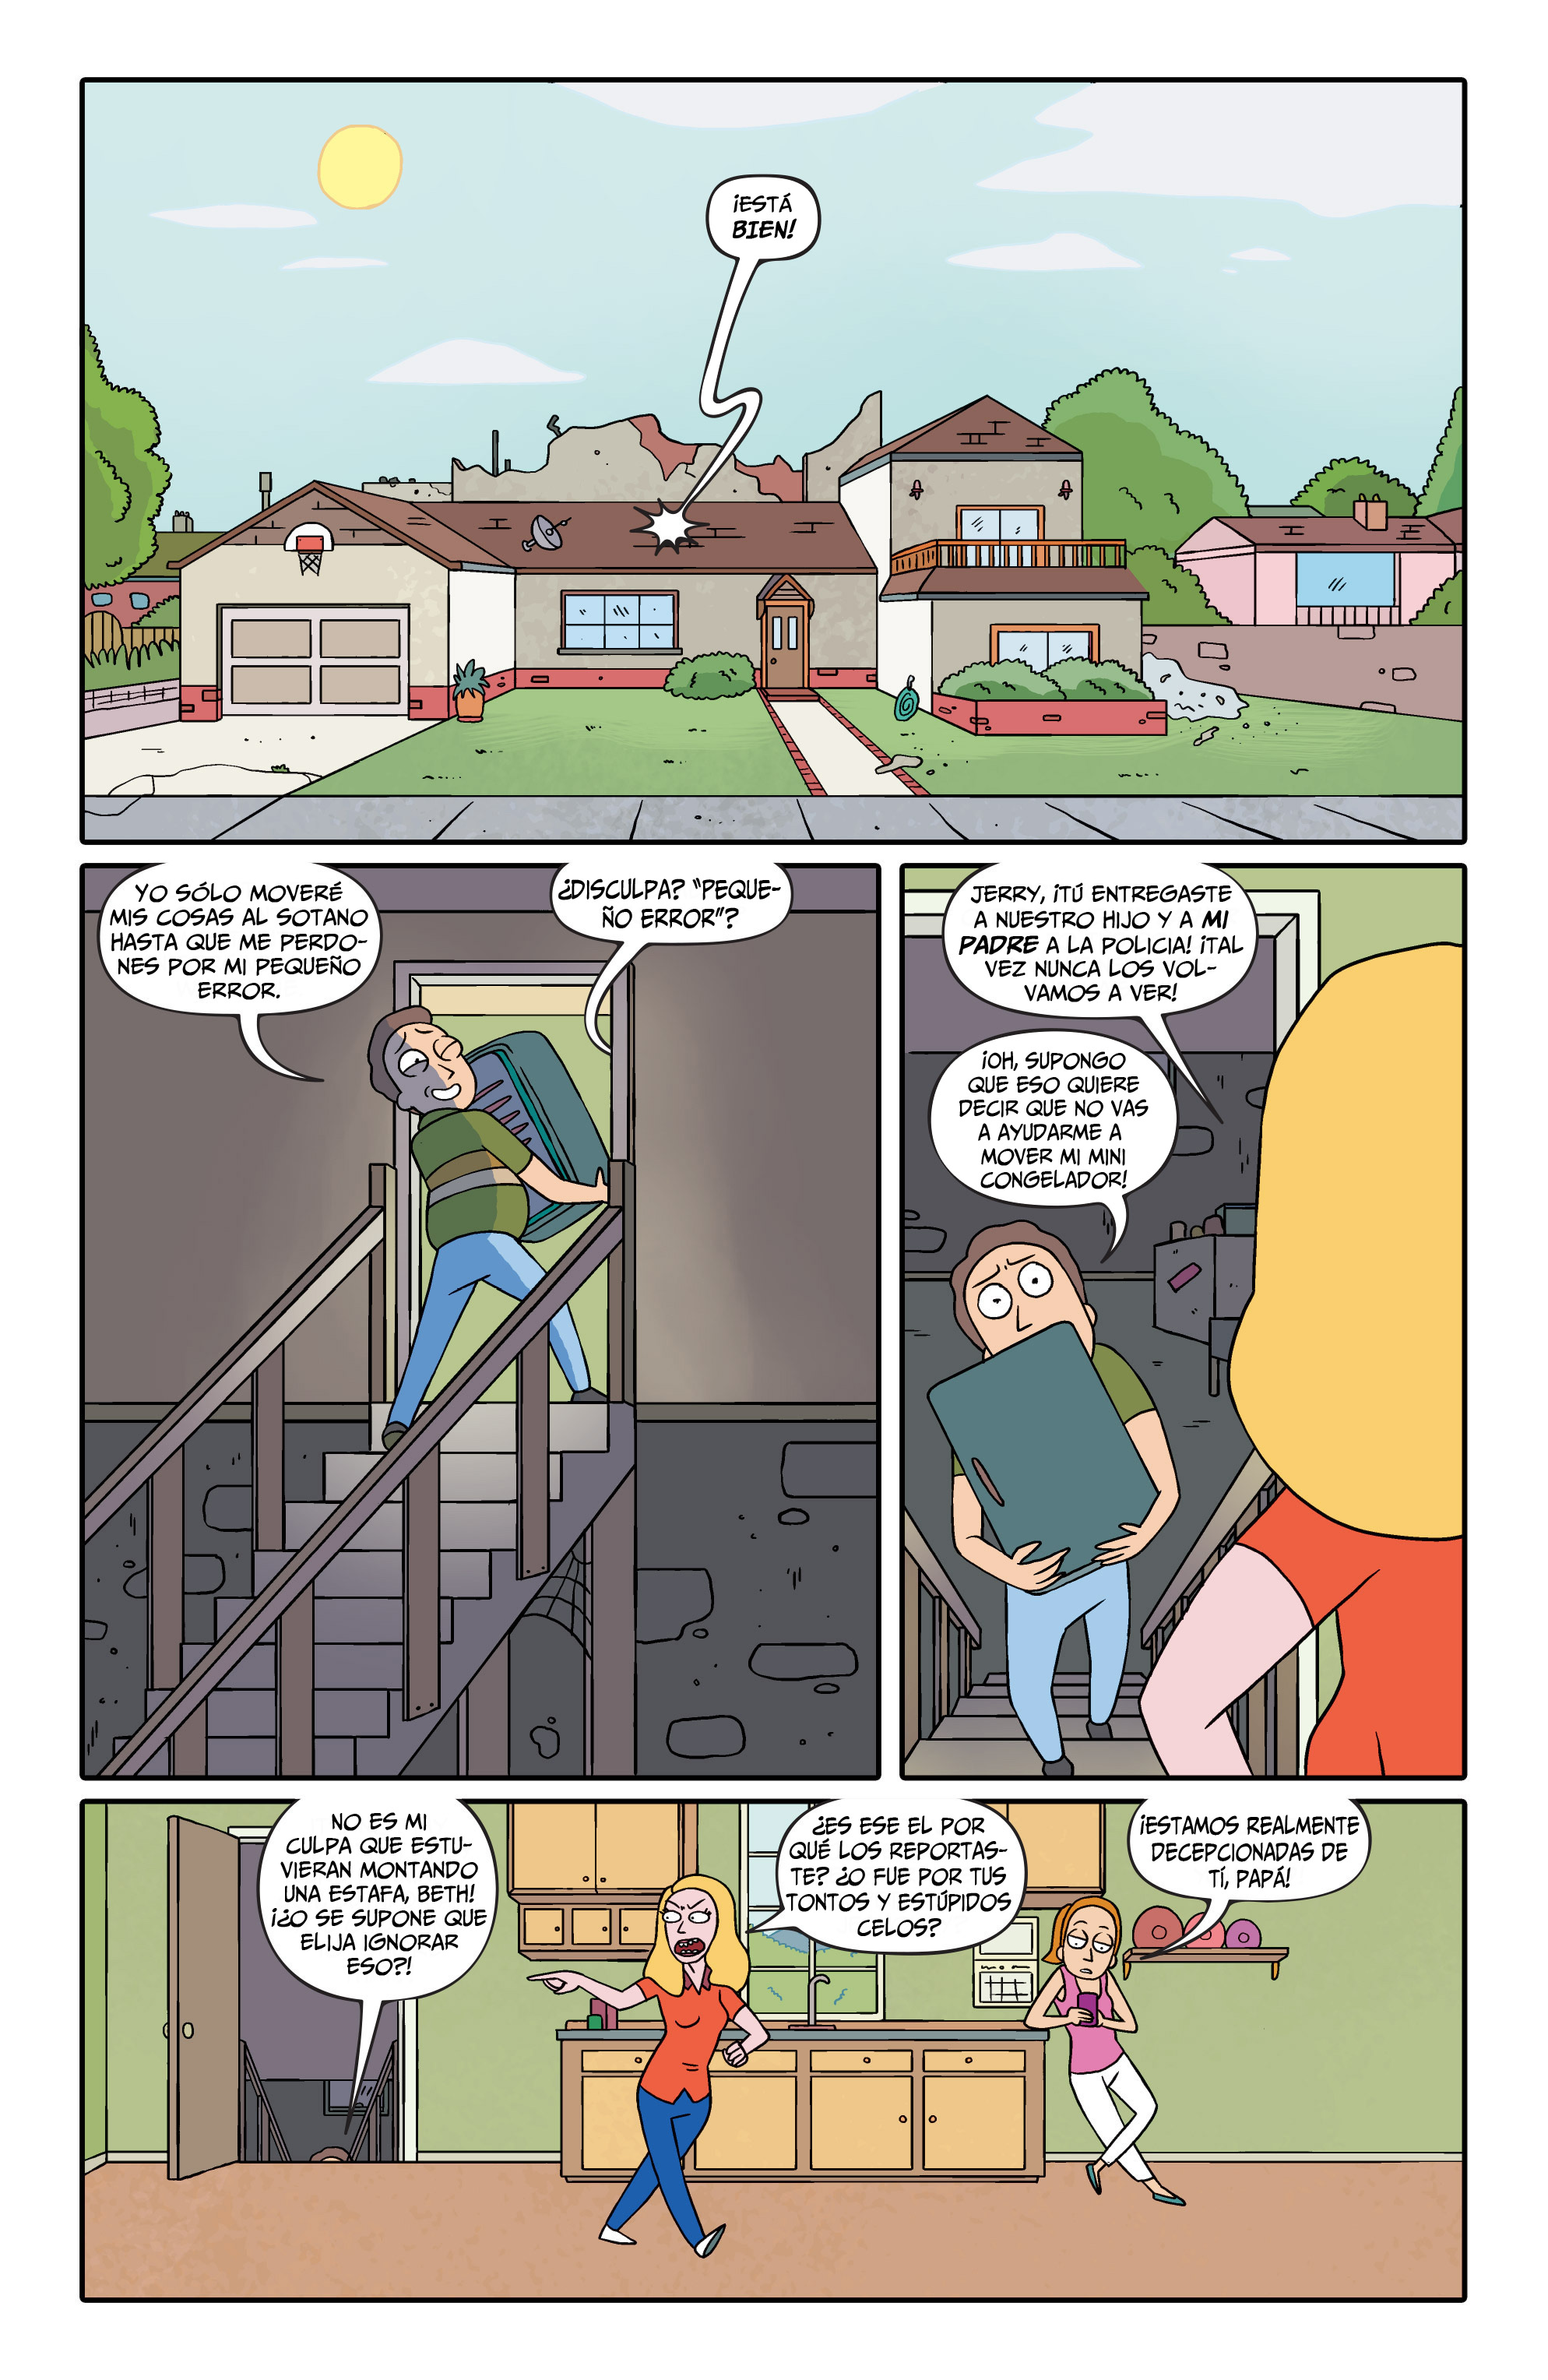 ¡ESTÁ
BIEN!
YO SÓLO MOVERÉ
MIS COSAS AL SOTANO
HASTA QUE ME PERDO-
NES POR MI PEQUEÑO
ERROR.
¿DISCULPA? "PEQUE-
ÑO ERROR"?
JERRY, ¡TÚ ENTREGASTE
A NUESTRO HIJO Y A MI
PADRE A LA POLICIA! ¡TAL
VEZ NUNCA LOS VOL-
VAMOS A VER!
¡OH, SUPONGO
QUE ESO QUIERE
DECIR QUE NO VAS
A AYUDARME A
MOVER MI MINI
CONGELADOR!
NO ES MI
CULPA QUE ESTU-
VIERAN MONTANDO
UNA ESTAFA, BETH!
¡¿O SE SUPONE QUE
ELIJA IGNORAR
ESO?!
¿ES ESE EL POR
QUÉ LOS REPORTAS-
TE? ¿O FUE POR TUS
TONTOS Y ESTÚPIDOS
CELOS?
¡ESTAMOS REALMENTE
DECEPCIONADAS DE
TÍ, PAPÁ!